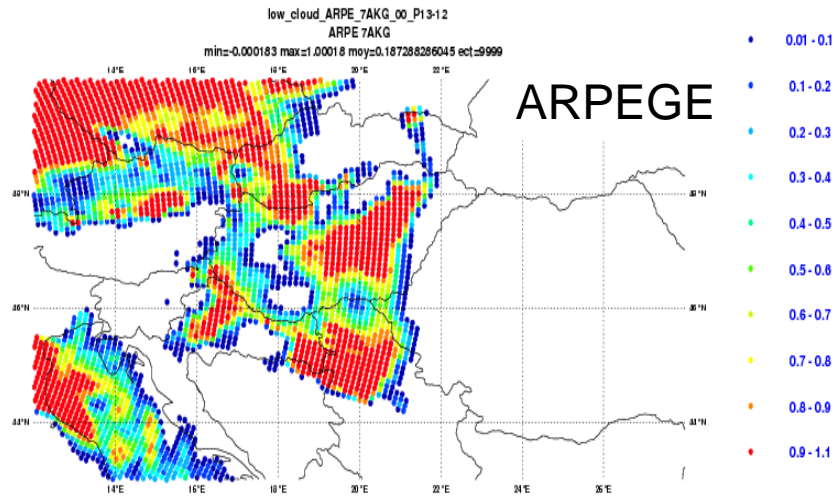 low_cloud_ARPE_7AKG_00_P13-12
ARPE 7AKG
min=-0.000183 max=1.00018 moy=0.187288286045 ect=9999
14°E 16°E 18°E 20°E 22°E
ARPEGE
48°N 48°N
46°N 46°N
44°N 44°N
14°E 16°E 18°E 20°E 22°E 24°E 26°E
0.01 - 0.1
0.1 - 0.2
0.2 - 0.3
0.3 - 0.4
0.4 - 0.5
0.5 - 0.6
0.6 - 0.7
0.7 - 0.8
0.8 - 0.9
0.9 - 1.1